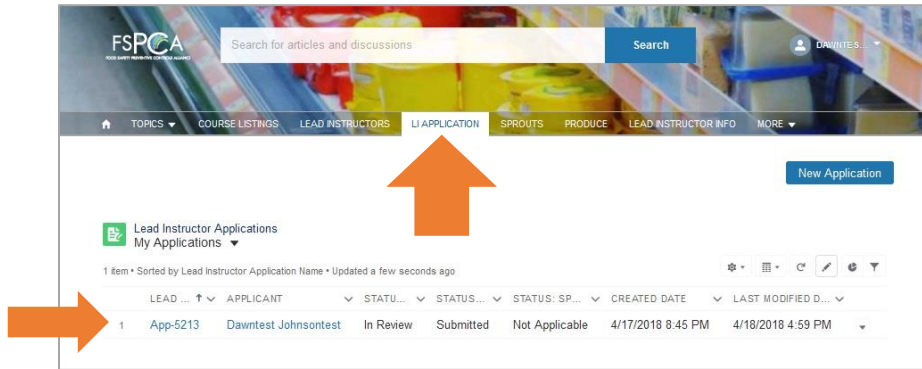 FSPCA
FOOD SAFETY PREVENTIVE CONTROLS ALLIANCE
Search for articles and discussions
Search
DAWNTES...
TOPICS COURSE LISTINGS LEAD INSTRUCTORS LI APPLICATION SPROUTS PRODUCE LEAD INSTRUCTOR INFO MORE
New Application
Lead Instructor Applications
My Applications
1 item • Sorted by Lead Instructor Application Name • Updated a few seconds ago
LEAD ... APPLICANT STATU... STATUS... STATUS: SP... CREATED DATE LAST MODIFIED D...
1 App-5213 Dawntest Johnsontest In Review Submitted Not Applicable 4/17/2018 8:45 PM 4/18/2018 4:59 PM